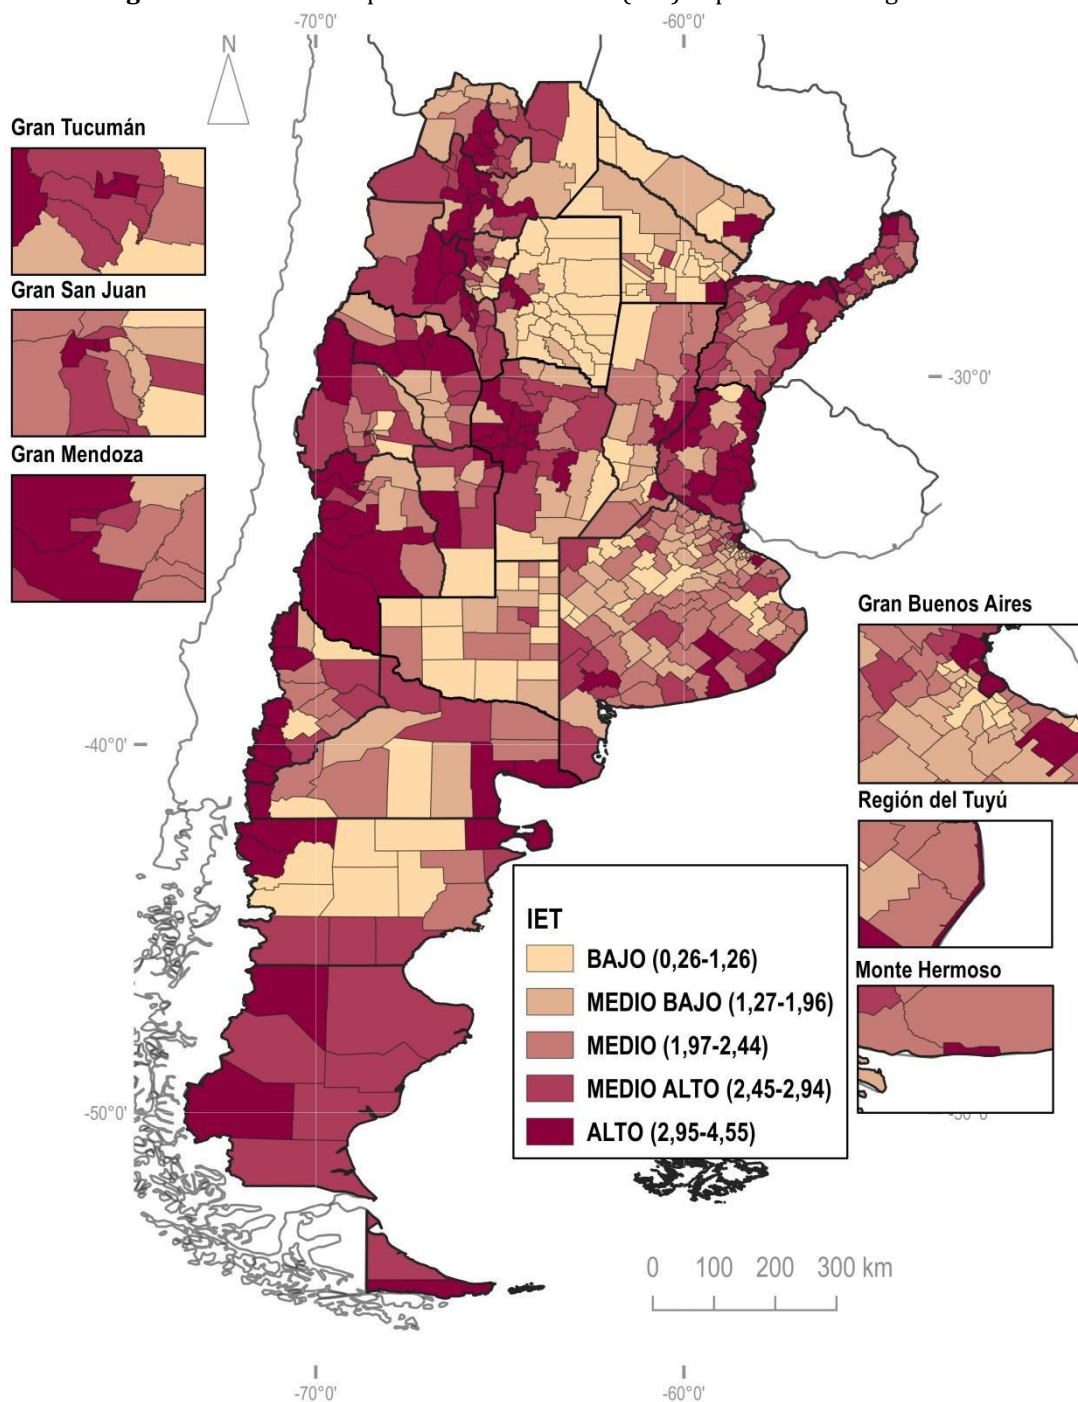 -70°0'
-60°0'
N
Gran Tucumán
Gran San Juan
-30°0'
Gran Mendoza
Gran Buenos Aires
-40°0'
Región del Tuyú
IET
BAJO (0,26-1,26)
Monte Hermoso
MEDIO BAJO (1,27-1,96)
MEDIO (1,97-2,44)
MEDIO ALTO (2,45-2,94)
-50°0'
ALTO (2,95-4,55)
0 100 200 300 km
-70°0'
-60°0'